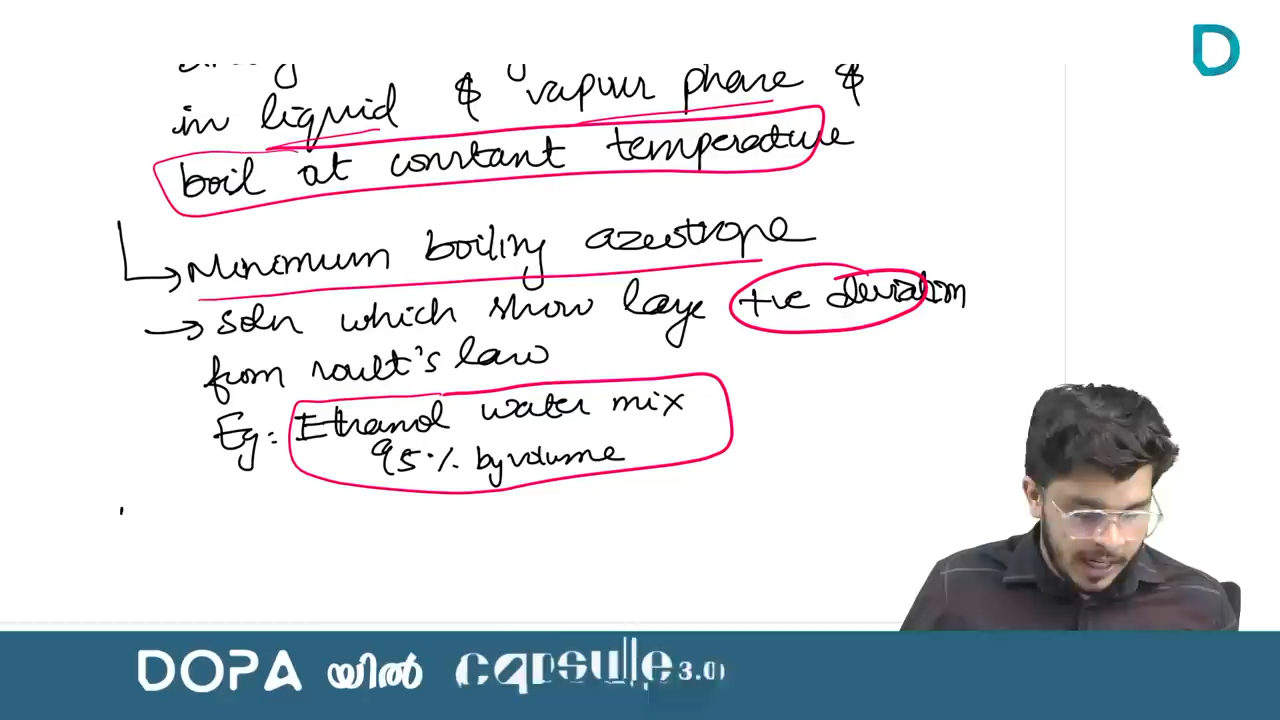 D
in liquid & vapour phase &
boil at constant temperature
Minimum boiling azeotrope
→ soln which show large +ve deviation
from roult's law
Eg: Ethanol water mix
95% by volume
DOPA യിൽ capsule 3.0